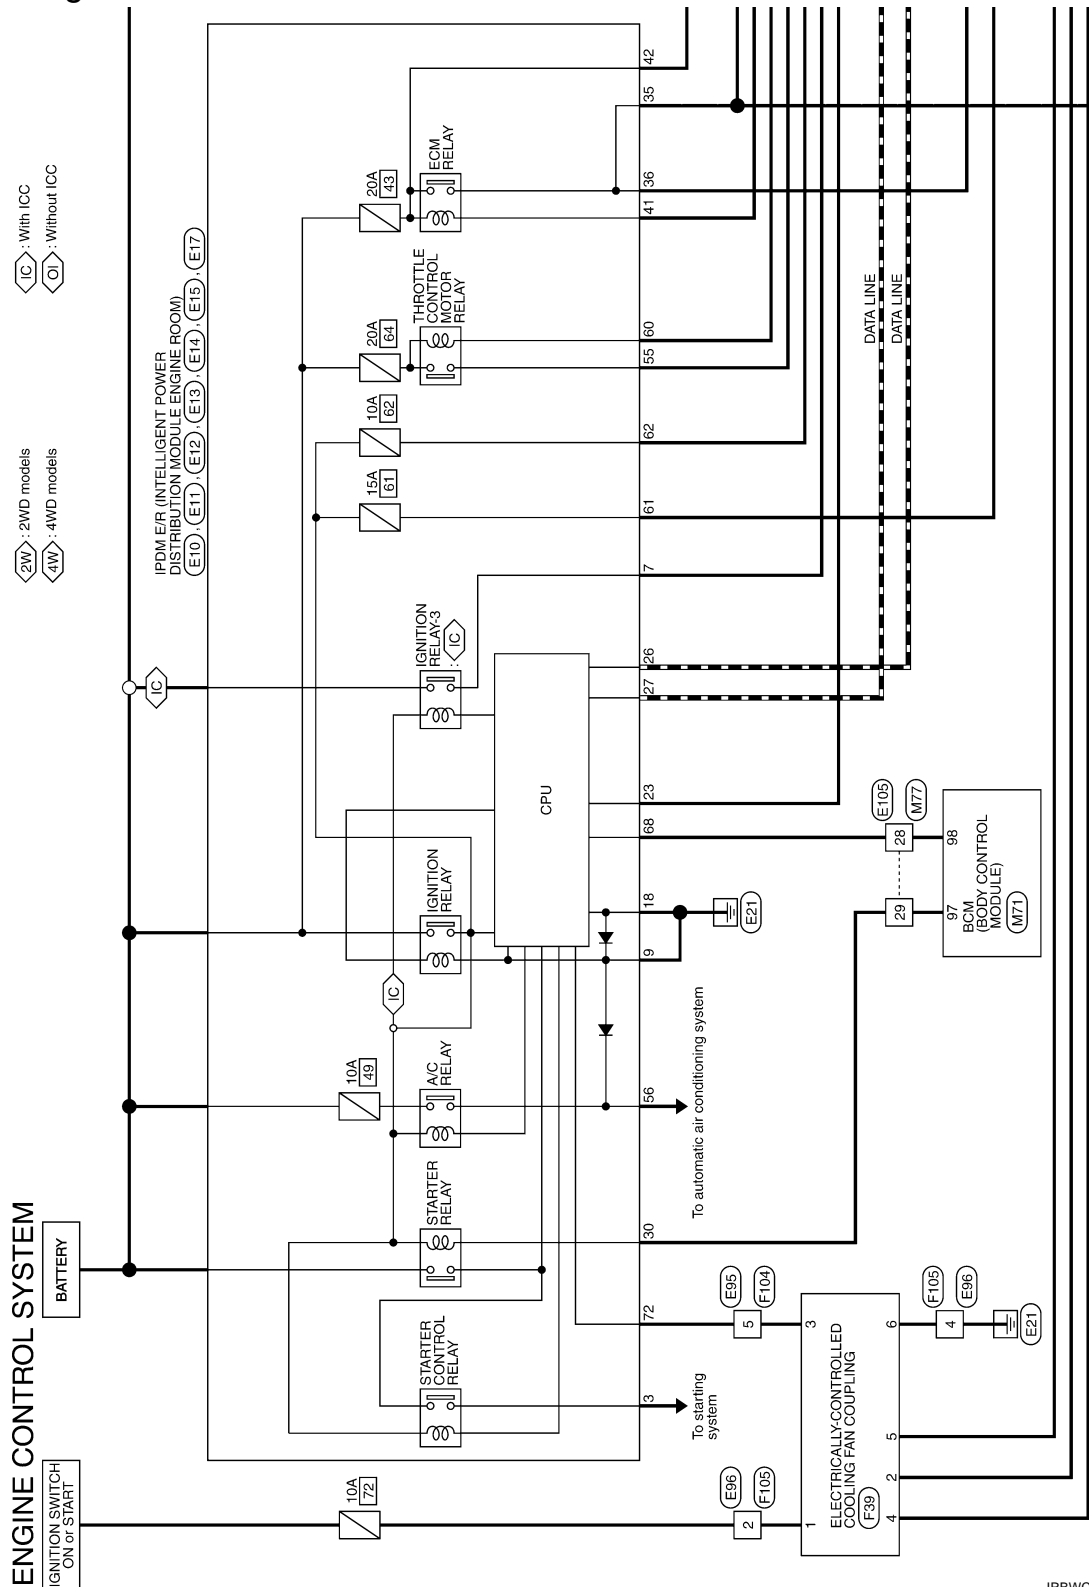 ENGINE CONTROL SYSTEM
IGNITION SWITCH
ON or START
BATTERY
2W : 2WD models
4W : 4WD models
IC : With ICC
OI : Without ICC
IPDM E/R (INTELLIGENT POWER
DISTRIBUTION MODULE ENGINE ROOM)
E10 , E11 , E12 , E13 , E14 , E15 , E17
IC
10A
72
10A
49
15A
61
10A
62
20A
64
20A
43
IC
STARTER
CONTROL
RELAY
STARTER
RELAY
A/C
RELAY
IGNITION
RELAY
IGNITION
RELAY-3
: IC
THROTTLE
CONTROL
MOTOR
RELAY
ECM
RELAY
CPU
3
72
30
56
9
18
68
23
27
26
7
61
62
55
60
41
36
35
42
To starting
system
To automatic air conditioning system
E21
E96
F105
2
E95
F104
5
1
3
ELECTRICALLY-CONTROLLED
COOLING FAN COUPLING
F39
4
2
5
6
F105
E96
4
E21
E105
M77
29
28
97
98
BCM
(BODY CONTROL
MODULE)
M71
DATA LINE
DATA LINE